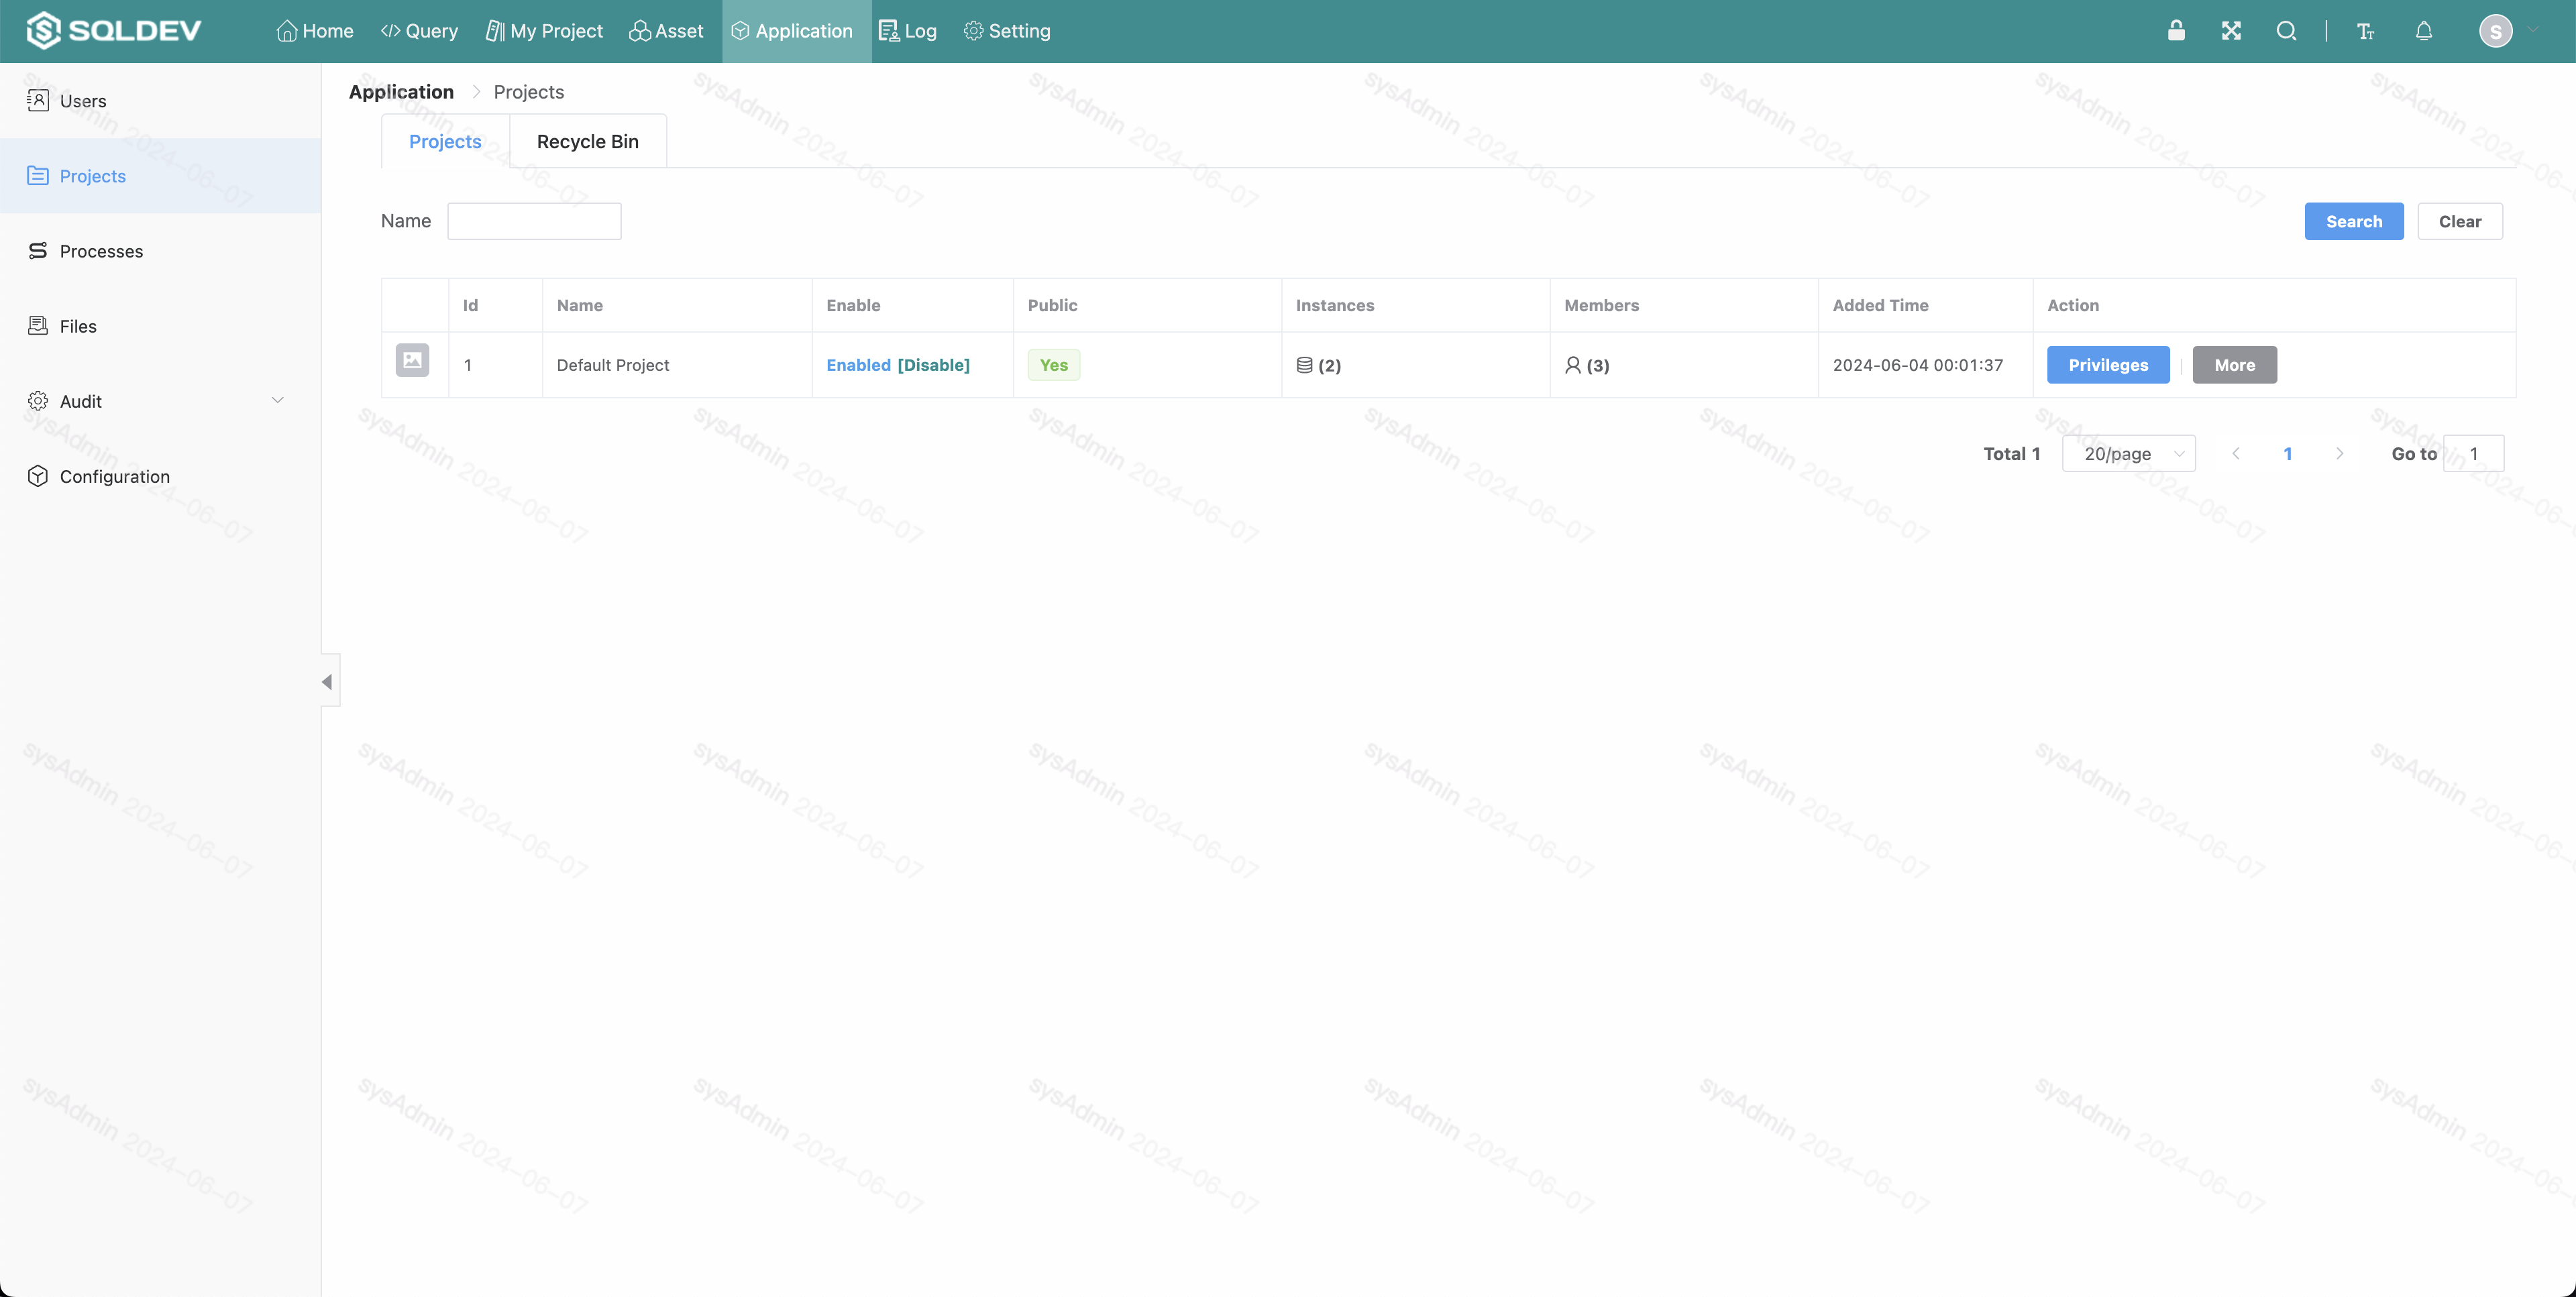 SQLDEV Home Query My Project Asset Application Log Setting S
Users
Projects
Processes
Files
Audit
Configuration
Application Projects
Projects Recycle Bin
Name Search Clear
Id Name Enable Public Instances Members Added Time Action
1 Default Project Enabled [Disable] Yes (2) (3) 2024-06-04 00:01:37 Privileges More
Total 1 20/page 1 Go to 1
sysAdmin 2024-06-07